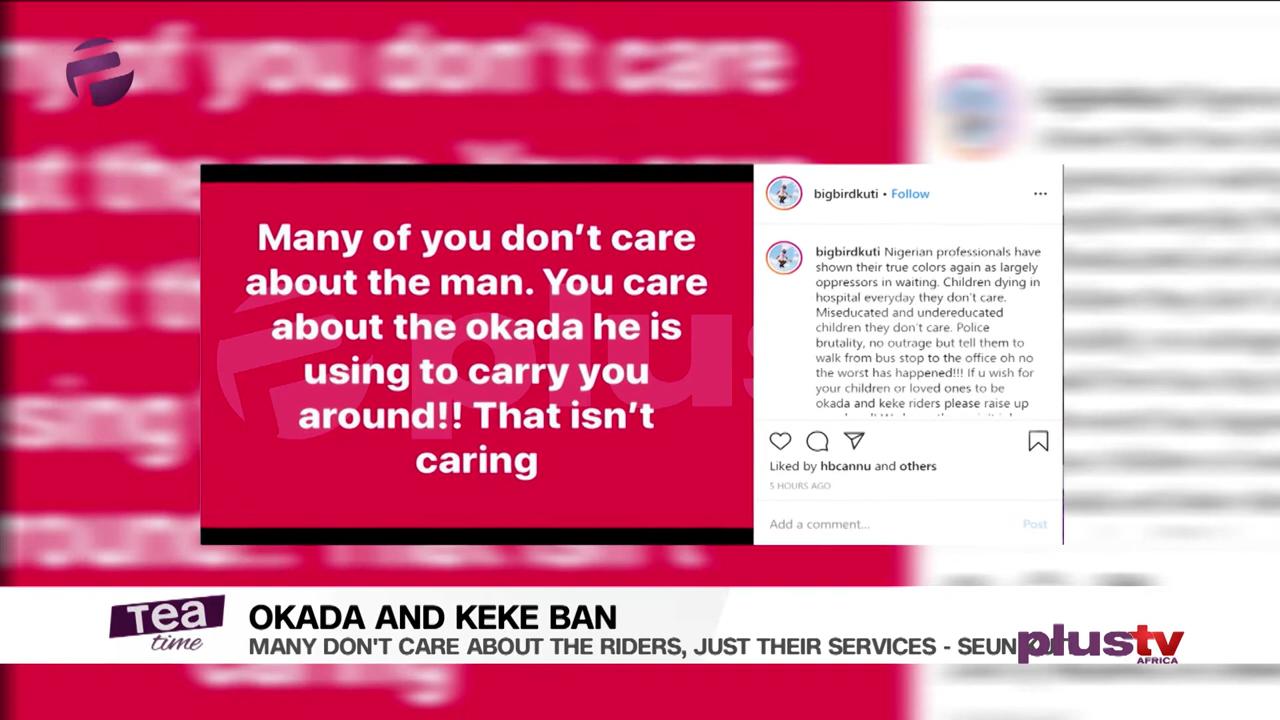 Many of you don't care
about the man. You care
about the okada he is
using to carry you
around!! That isn't
caring
bigbirdkuti • Follow
bigbirdkuti Nigerian professionals have
shown their true colors again as largely
oppressors in waiting. Children dying in
hospital everyday they don't care.
Miseducated and undereducated
children they don't care. Police
brutality, no outrage but tell them to
walk from bus stop to the office oh no
the worst has happened!!! If u wish for
your children or loved ones to be
okada and keke riders please raise up
Liked by hbcannu and others
5 HOURS AGO
Add a comment...
Post
Tea
time
OKADA AND KEKE BAN
MANY DON'T CARE ABOUT THE RIDERS, JUST THEIR SERVICES - SEUN
plustv
AFRICA
plus